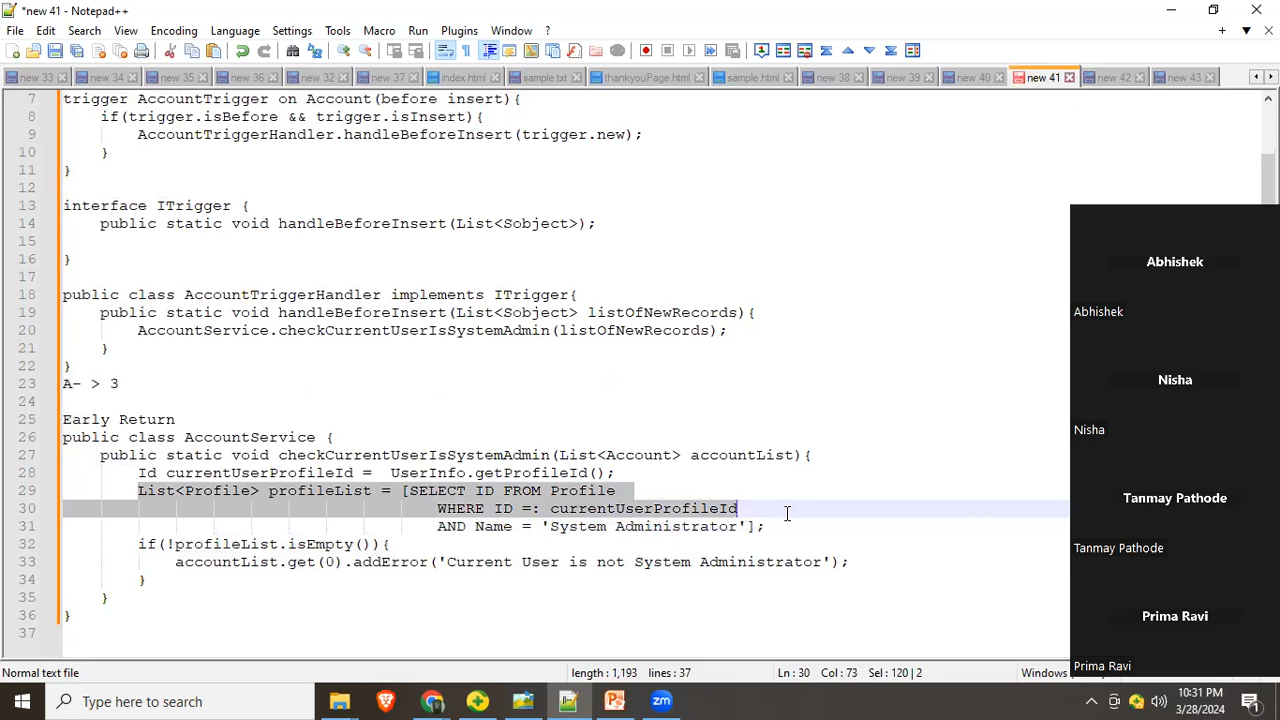 *new 41 - Notepad++
File Edit Search View Encoding Language Settings Tools Macro Run Plugins Window ?
new 33 new 34 new 35 new 36 new 32 new 37 index.html sample.txt thankyouPage.html sample.html new 38 new 39 new 40 new 41 new 42 new 43
7 trigger AccountTrigger on Account(before insert){
8 if(trigger.isBefore && trigger.isInsert){
9 AccountTriggerHandler.handleBeforeInsert(trigger.new);
10 }
11 }
12
13 interface ITrigger {
14 public static void handleBeforeInsert(List<Sobject>);
15
16 }
17
18 public class AccountTriggerHandler implements ITrigger{
19 public static void handleBeforeInsert(List<Sobject> listOfNewRecords){
20 AccountService.checkCurrentUserIsSystemAdmin(listOfNewRecords);
21 }
22 }
23 A- > 3
24
25 Early Return
26 public class AccountService {
27 public static void checkCurrentUserIsSystemAdmin(List<Account> accountList){
28 Id currentUserProfileId = UserInfo.getProfileId();
29 List<Profile> profileList = [SELECT ID FROM Profile
30 WHERE ID =: currentUserProfileId
31 AND Name = 'System Administrator'];
32 if(!profileList.isEmpty()){
33 accountList.get(0).addError('Current User is not System Administrator');
34 }
35 }
36 }
37
Abhishek
Abhishek
Nisha
Nisha
Tanmay Pathode
Tanmay Pathode
Prima Ravi
Prima Ravi
Normal text file length : 1,193 lines : 37 Ln : 30 Col : 73 Sel : 120 | 2 Windows
Type here to search
10:31 PM
3/28/2024